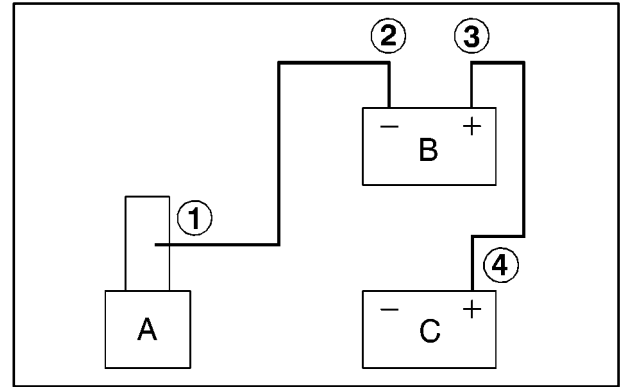 ② ③
− +
B
①
④
A
− +
C